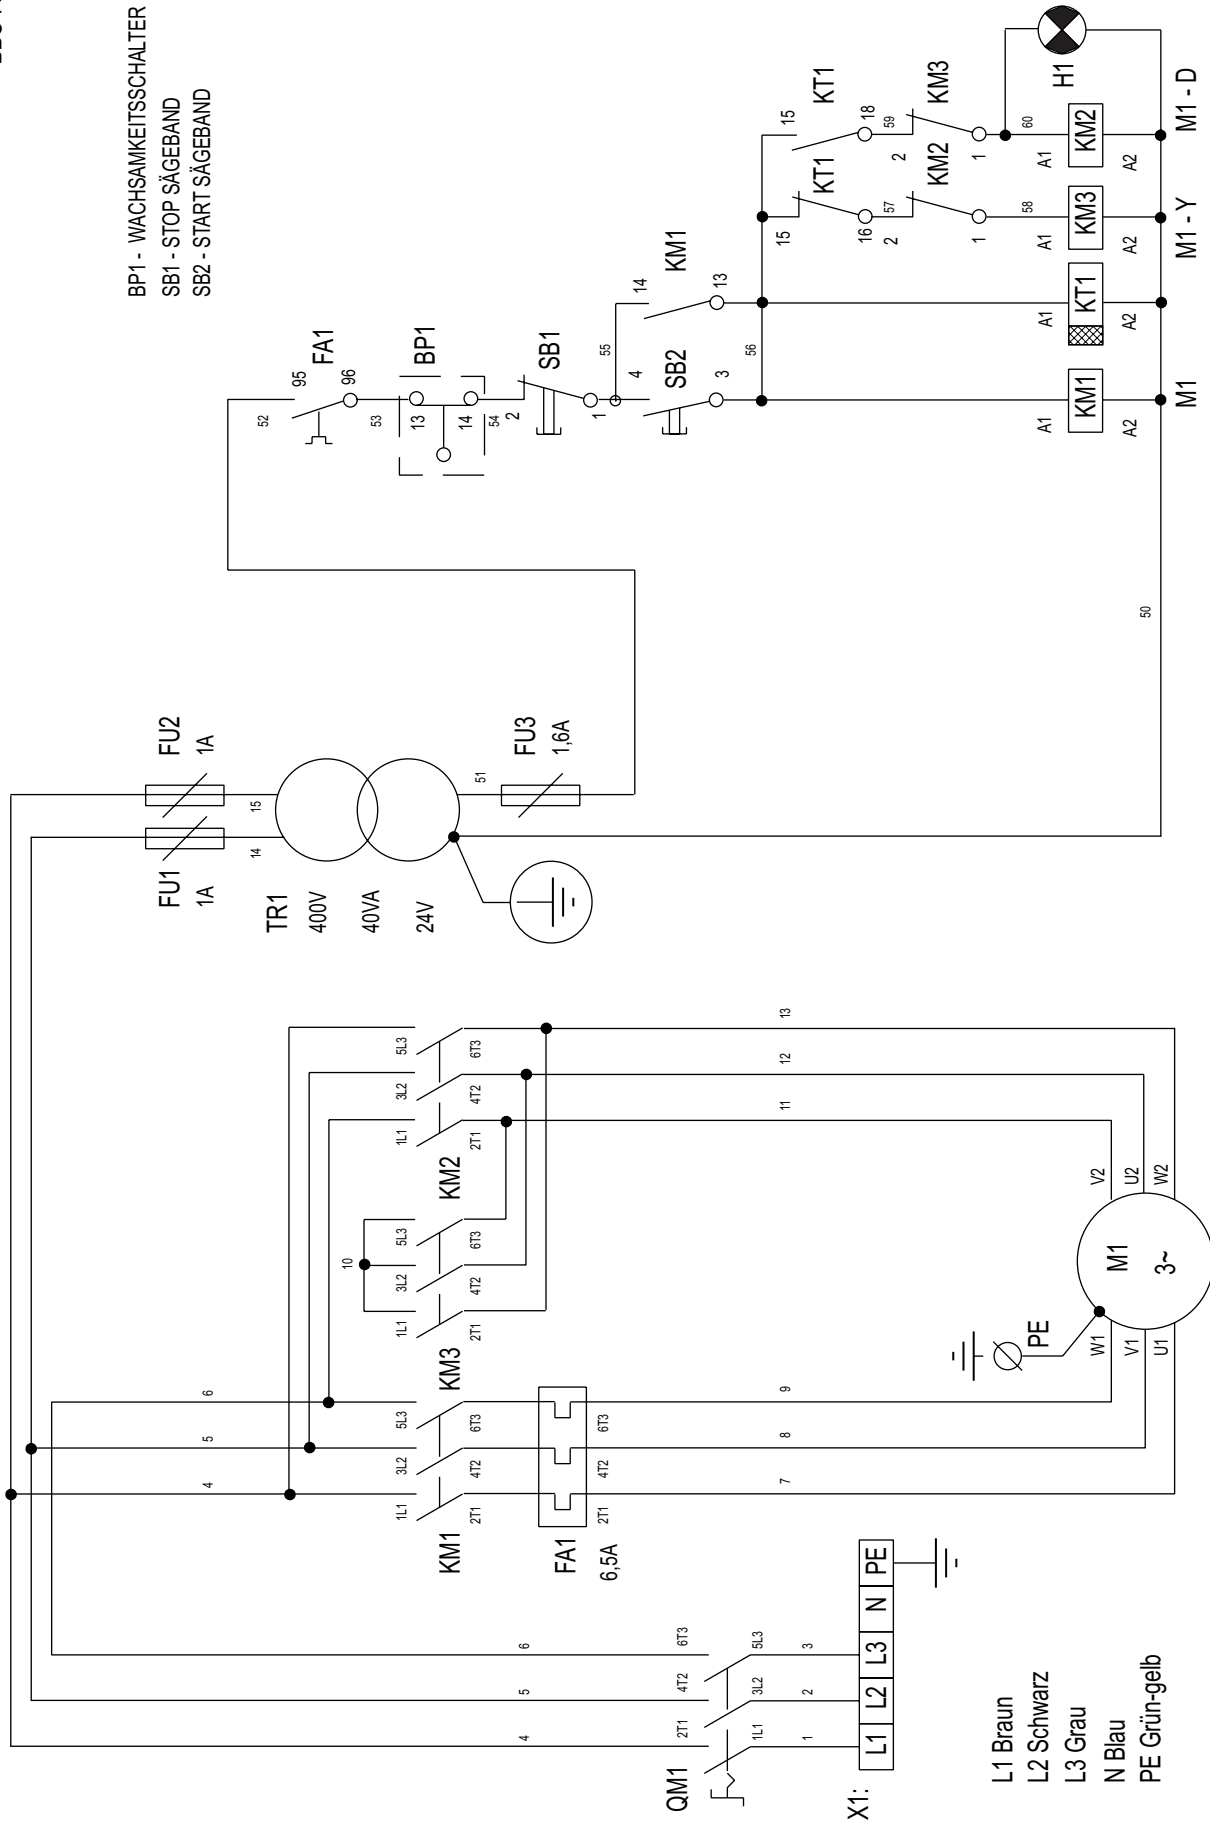 BP1 - WACHSAMKEITSSCHALTER
SB1 - STOP SÄGEBAND
SB2 - START SÄGEBAND
X1:
L1 L2 L3 N PE
1 2 3
1L1 3L2 5L3
QM1
2T1 4T2 6T3
4 5 6
L1 Braun
L2 Schwarz
L3 Grau
N Blau
PE Grün-gelb
4 5 6
1L1 3L2 5L3
KM1
2T1 4T2 6T3
FA1
6,5A
2T1 4T2 6T3
7 8 9
10
1L1 3L2 5L3
KM3
2T1 4T2 6T3
1L1 3L2 5L3
KM2
2T1 4T2 6T3
11 12 13
PE
U1 V1 W1
V2 U2 W2
M1
3~
FU1
1A
FU2
1A
14 15
TR1
400V
40VA
24V
51
FU3
1,6A
50
52
95
FA1
96
53
13
BP1
14
54
2
SB1
1
55
4
SB2
3
14
KM1
13
56
15
KT1
16
57
2
KM2
1
58
15
KT1
18
59
2
KM3
1
60
H1
A1 A1 A1 A1
KM1 KT1 KM3 KM2
A2 A2 A2 A2
M1 M1 - Y M1 - D